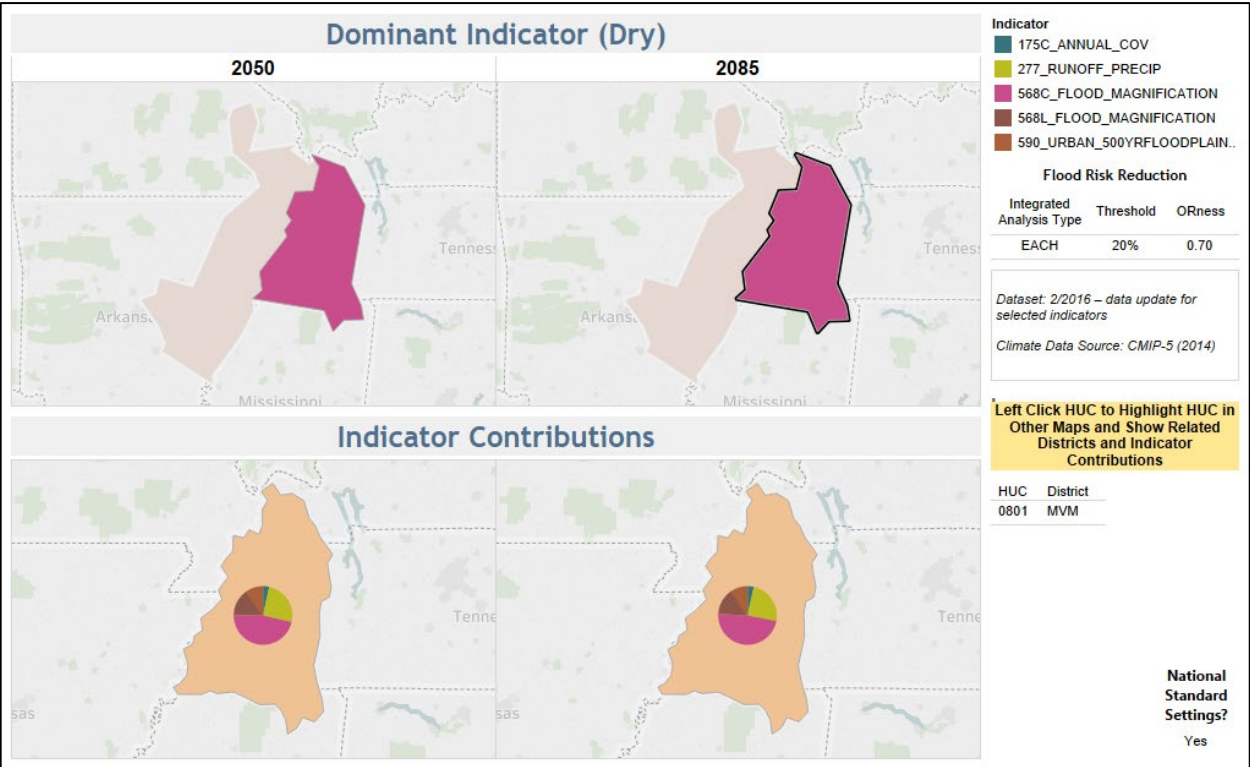 Dominant Indicator (Dry)
2050
2085
Tennes
Tennes
Arkans
Arkans
Mississippi
Mississippi
Indicator Contributions
Tenne
Tenne
sas
sas
Indicator
175C_ANNUAL_COV
277_RUNOFF_PRECIP
568C_FLOOD_MAGNIFICATION
568L_FLOOD_MAGNIFICATION
590_URBAN_500YRFLOODPLAIN..
Flood Risk Reduction
Integrated Analysis Type Threshold ORness
EACH 20% 0.70
Dataset: 2/2016 – data update for
selected indicators
Climate Data Source: CMIP-5 (2014)
Left Click HUC to Highlight HUC in
Other Maps and Show Related
Districts and Indicator
Contributions
HUC District
0801 MVM
National
Standard
Settings?
Yes